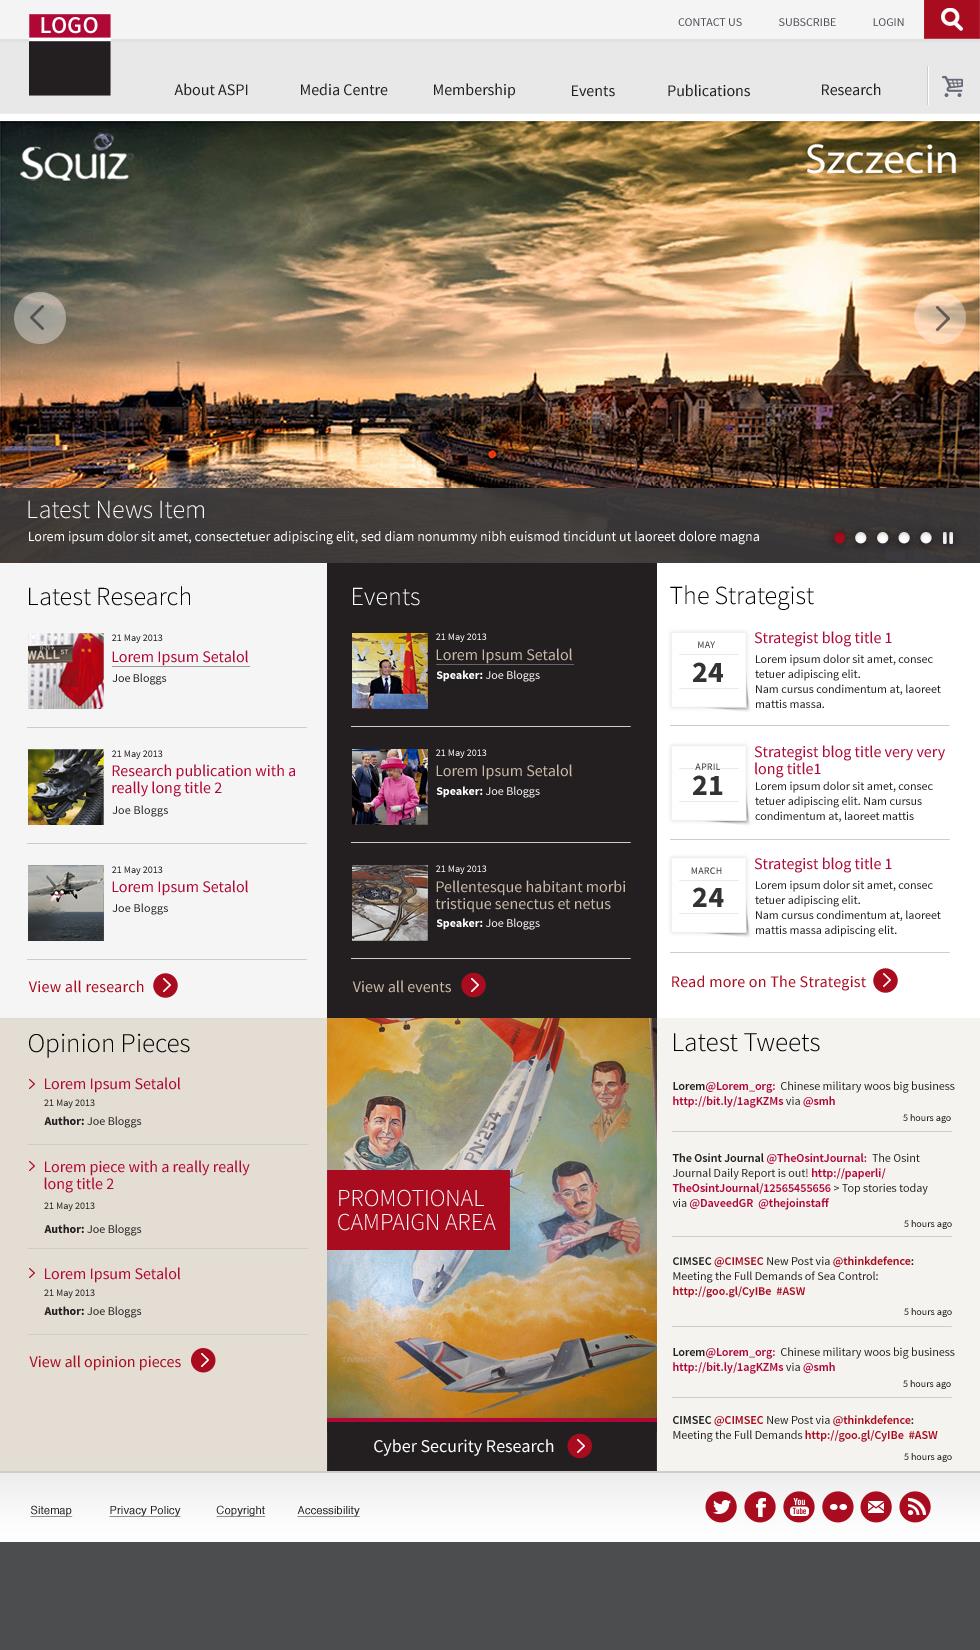 LOGO
CONTACT US
SUBSCRIBE
LOGIN
About ASPI
Media Centre
Membership
Events
Publications
Research
Squiz
Szczecin
Latest News Item
Lorem ipsum dolor sit amet, consectetuer adipiscing elit, sed diam nonummy nibh euismod tincidunt ut laoreet dolore magna
Latest Research
WALL ST
21 May 2013
Lorem Ipsum Setalol
Joe Bloggs
21 May 2013
Research publication with a
really long title 2
Joe Bloggs
21 May 2013
Lorem Ipsum Setalol
Joe Bloggs
View all research
Events
21 May 2013
Lorem Ipsum Setalol
Speaker: Joe Bloggs
21 May 2013
Lorem Ipsum Setalol
Speaker: Joe Bloggs
21 May 2013
Pellentesque habitant morbi
tristique senectus et netus
Speaker: Joe Bloggs
View all events
The Strategist
MAY
24
Strategist blog title 1
Lorem ipsum dolor sit amet, consec
tetuer adipiscing elit.
Nam cursus condimentum at, laoreet
mattis massa.
APRIL
21
Strategist blog title very very
long title1
Lorem ipsum dolor sit amet, consec
tetuer adipiscing elit. Nam cursus
condimentum at, laoreet mattis
MARCH
24
Strategist blog title 1
Lorem ipsum dolor sit amet, consec
tetuer adipiscing elit.
Nam cursus condimentum at, laoreet
mattis massa adipiscing elit.
Read more on The Strategist
Opinion Pieces
Lorem Ipsum Setalol
21 May 2013
Author: Joe Bloggs
Lorem piece with a really really
long title 2
21 May 2013
Author: Joe Bloggs
Lorem Ipsum Setalol
21 May 2013
Author: Joe Bloggs
View all opinion pieces
PN-254
PROMOTIONAL
CAMPAIGN AREA
Cyber Security Research
Latest Tweets
Lorem@Lorem_org: Chinese military woos big business
http://bit.ly/1agKZMs via @smh
5 hours ago
The Osint Journal @TheOsintJournal: The Osint
Journal Daily Report is out! http://paperli/
TheOsintJournal/12565455656 > Top stories today
via @DaveedGR @thejoinstaff
5 hours ago
CIMSEC @CIMSEC New Post via @thinkdefence:
Meeting the Full Demands of Sea Control:
http://goo.gl/CyIBe #ASW
5 hours ago
Lorem@Lorem_org: Chinese military woos big business
http://bit.ly/1agKZMs via @smh
5 hours ago
CIMSEC @CIMSEC New Post via @thinkdefence:
Meeting the Full Demands http://goo.gl/CyIBe #ASW
5 hours ago
Sitemap
Privacy Policy
Copyright
Accessibility
You
Tube